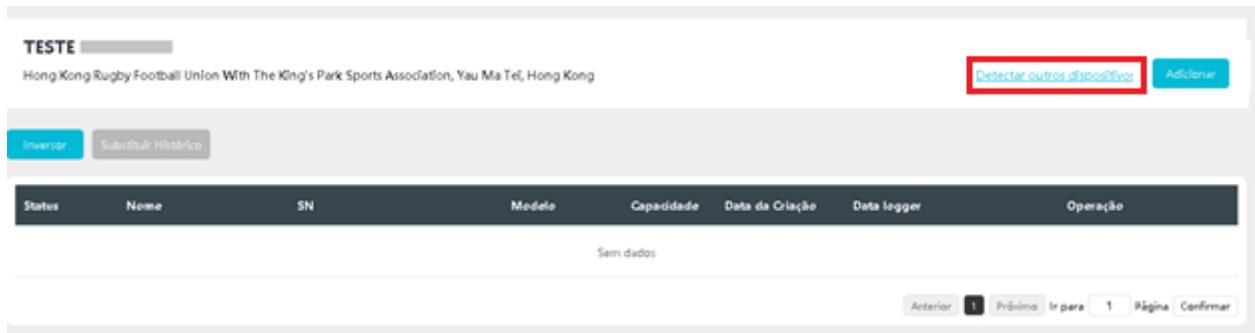 TESTE
Hong Kong Rugby Football Union With The King's Park Sports Association, Yau Ma Tei, Hong Kong
Detectar outros dispositivos
Adicionar
Inversor Substituir Histórico
Status Nome SN Modelo Capacidade Data da Criação Data logger Operação
Sem dados
Anterior 1 Próximo Ir para 1 Página Confirmar